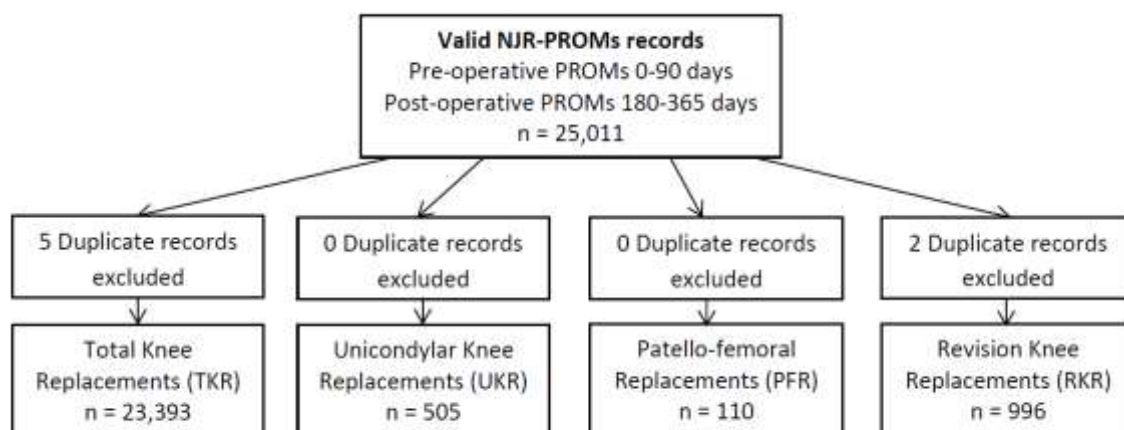 Valid NJR-PROMs records
Pre-operative PROMs 0-90 days
Post-operative PROMs 180-365 days
n = 25,011
5 Duplicate records
excluded
0 Duplicate records
excluded
0 Duplicate records
excluded
2 Duplicate records
excluded
Total Knee
Replacements (TKR)
n = 23,393
Unicondylar Knee
Replacements (UKR)
n = 505
Patello-femoral
Replacements (PFR)
n = 110
Revision Knee
Replacements (RKR)
n = 996